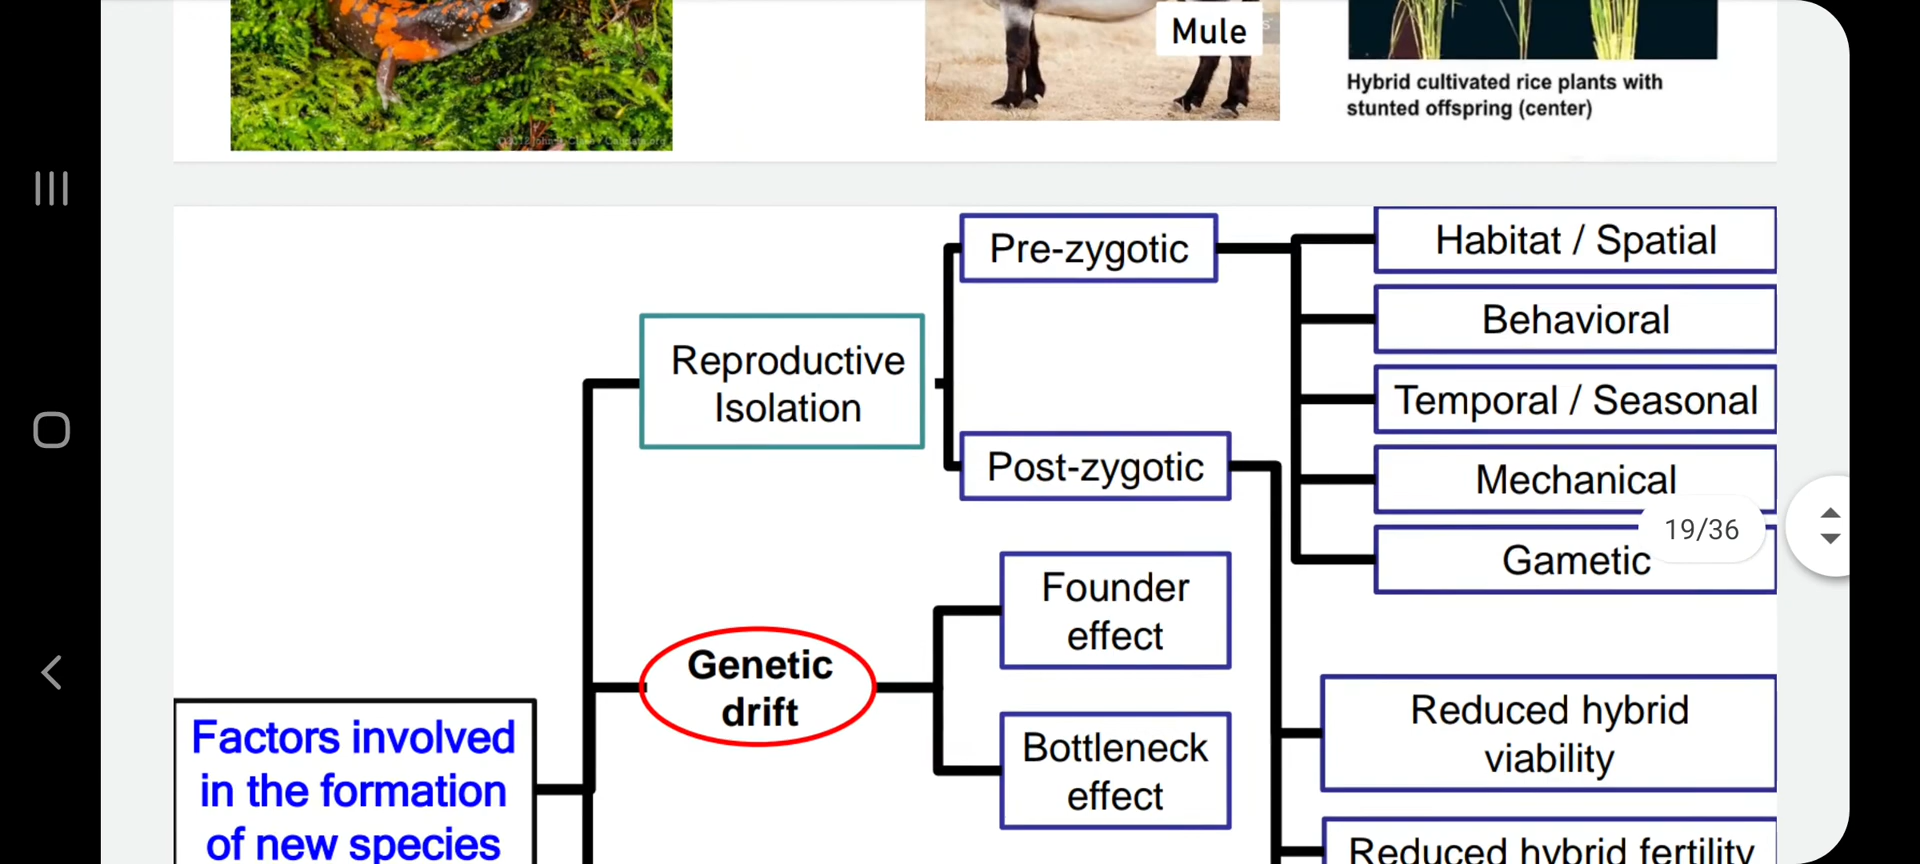 Mule
Hybrid cultivated rice plants with
stunted offspring (center)
Pre-zygotic
Habitat / Spatial
Behavioral
Reproductive
Isolation
Temporal / Seasonal
Post-zygotic
Mechanical
19/36
Gametic
Founder
effect
Genetic
drift
Bottleneck
effect
Reduced hybrid
viability
Factors involved
in the formation
of new species
Reduced hybrid fertility